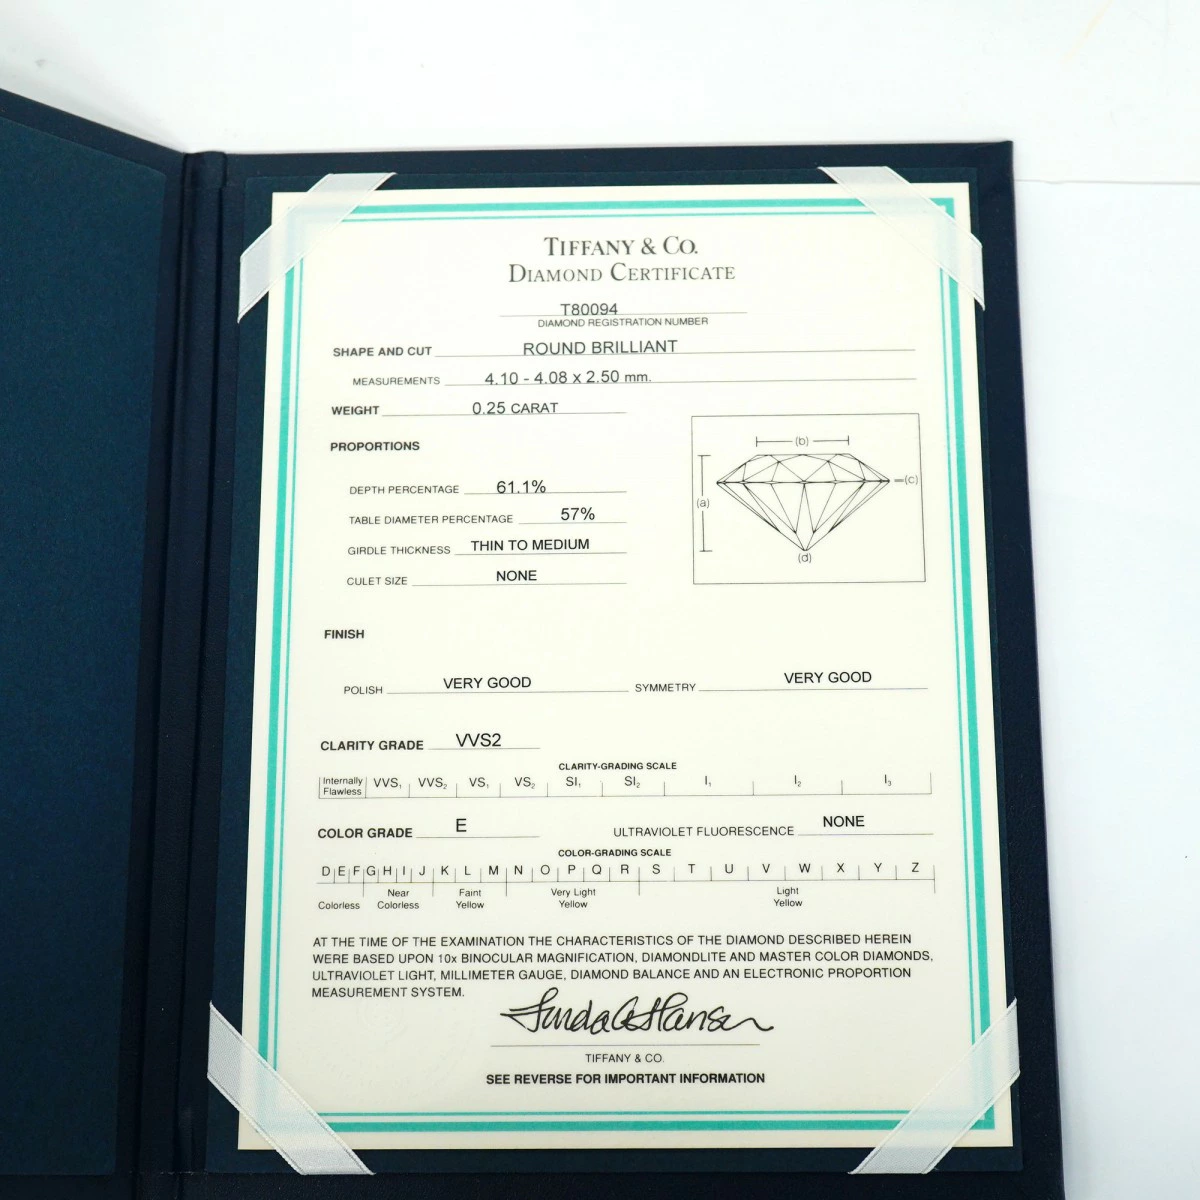 TIFFANY & CO.
DIAMOND CERTIFICATE
T80094
DIAMOND REGISTRATION NUMBER
SHAPE AND CUT ROUND BRILLIANT
MEASUREMENTS 4.10 - 4.08 x 2.50 mm.
WEIGHT 0.25 CARAT
PROPORTIONS
DEPTH PERCENTAGE 61.1%
TABLE DIAMETER PERCENTAGE 57%
GIRDLE THICKNESS THIN TO MEDIUM
CULET SIZE NONE
(b)
(a)
(c)
(d)
FINISH
POLISH VERY GOOD SYMMETRY VERY GOOD
CLARITY GRADE VVS2
CLARITY-GRADING SCALE
Internally Flawless VVS₁ VVS₂ VS₁ VS₂ SI₁ SI₂ I₁ I₂ I₃
COLOR GRADE E ULTRAVIOLET FLUORESCENCE NONE
COLOR-GRADING SCALE
D E F G H I J K L M N O P Q R S T U V W X Y Z
Colorless Near Colorless Faint Yellow Very Light Yellow Light Yellow
AT THE TIME OF THE EXAMINATION THE CHARACTERISTICS OF THE DIAMOND DESCRIBED HEREIN
WERE BASED UPON 10x BINOCULAR MAGNIFICATION, DIAMONDLITE AND MASTER COLOR DIAMONDS,
ULTRAVIOLET LIGHT, MILLIMETER GAUGE, DIAMOND BALANCE AND AN ELECTRONIC PROPORTION
MEASUREMENT SYSTEM.
TIFFANY & CO.
SEE REVERSE FOR IMPORTANT INFORMATION